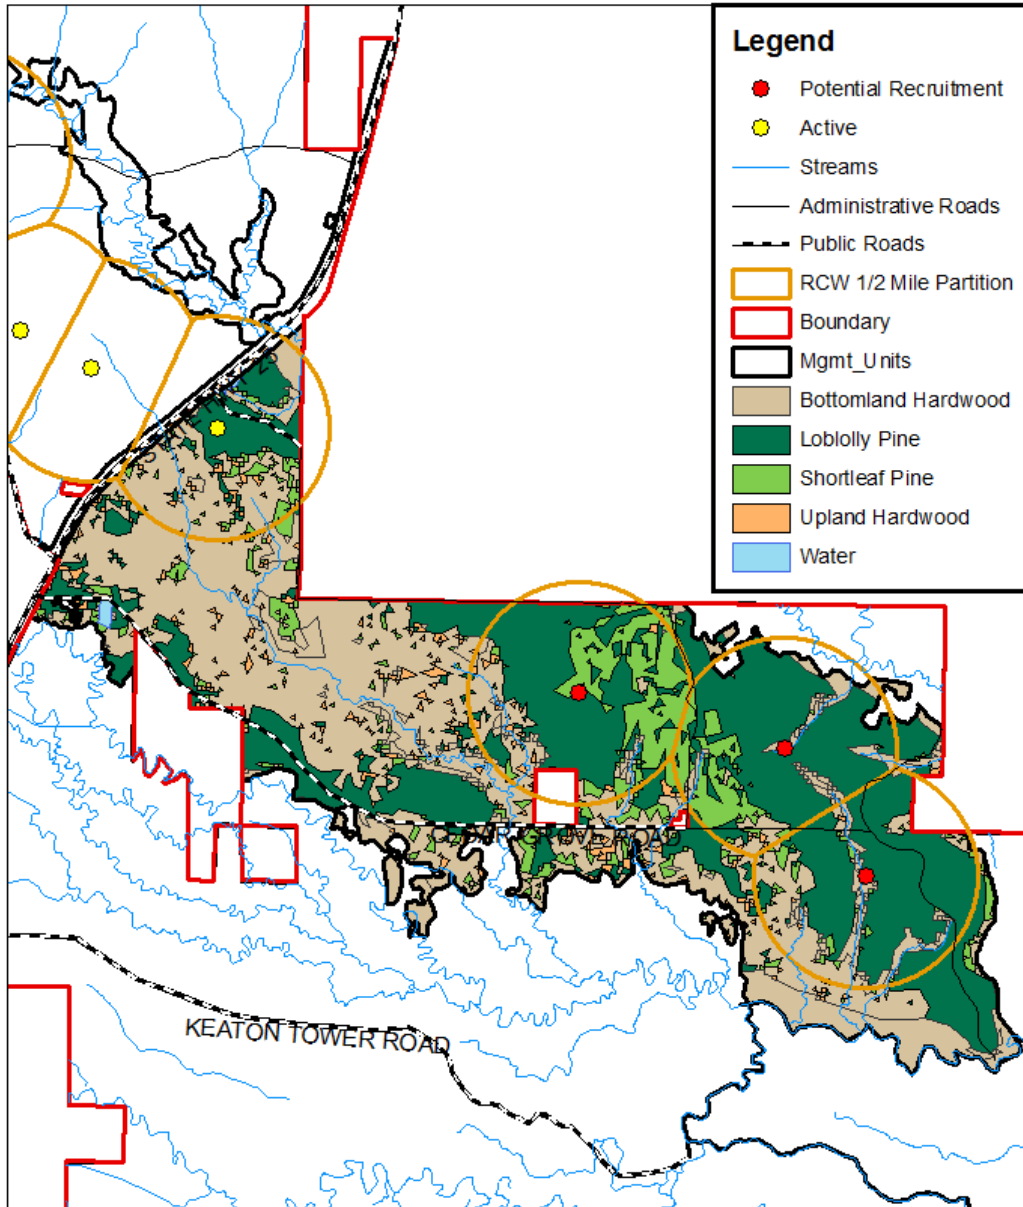 Legend
Potential Recruitment
Active
Streams
Administrative Roads
Public Roads
RCW 1/2 Mile Partition
Boundary
Mgmt_Units
Bottomland Hardwood
Loblolly Pine
Shortleaf Pine
Upland Hardwood
Water
ROAD
KEATON TOWER ROAD